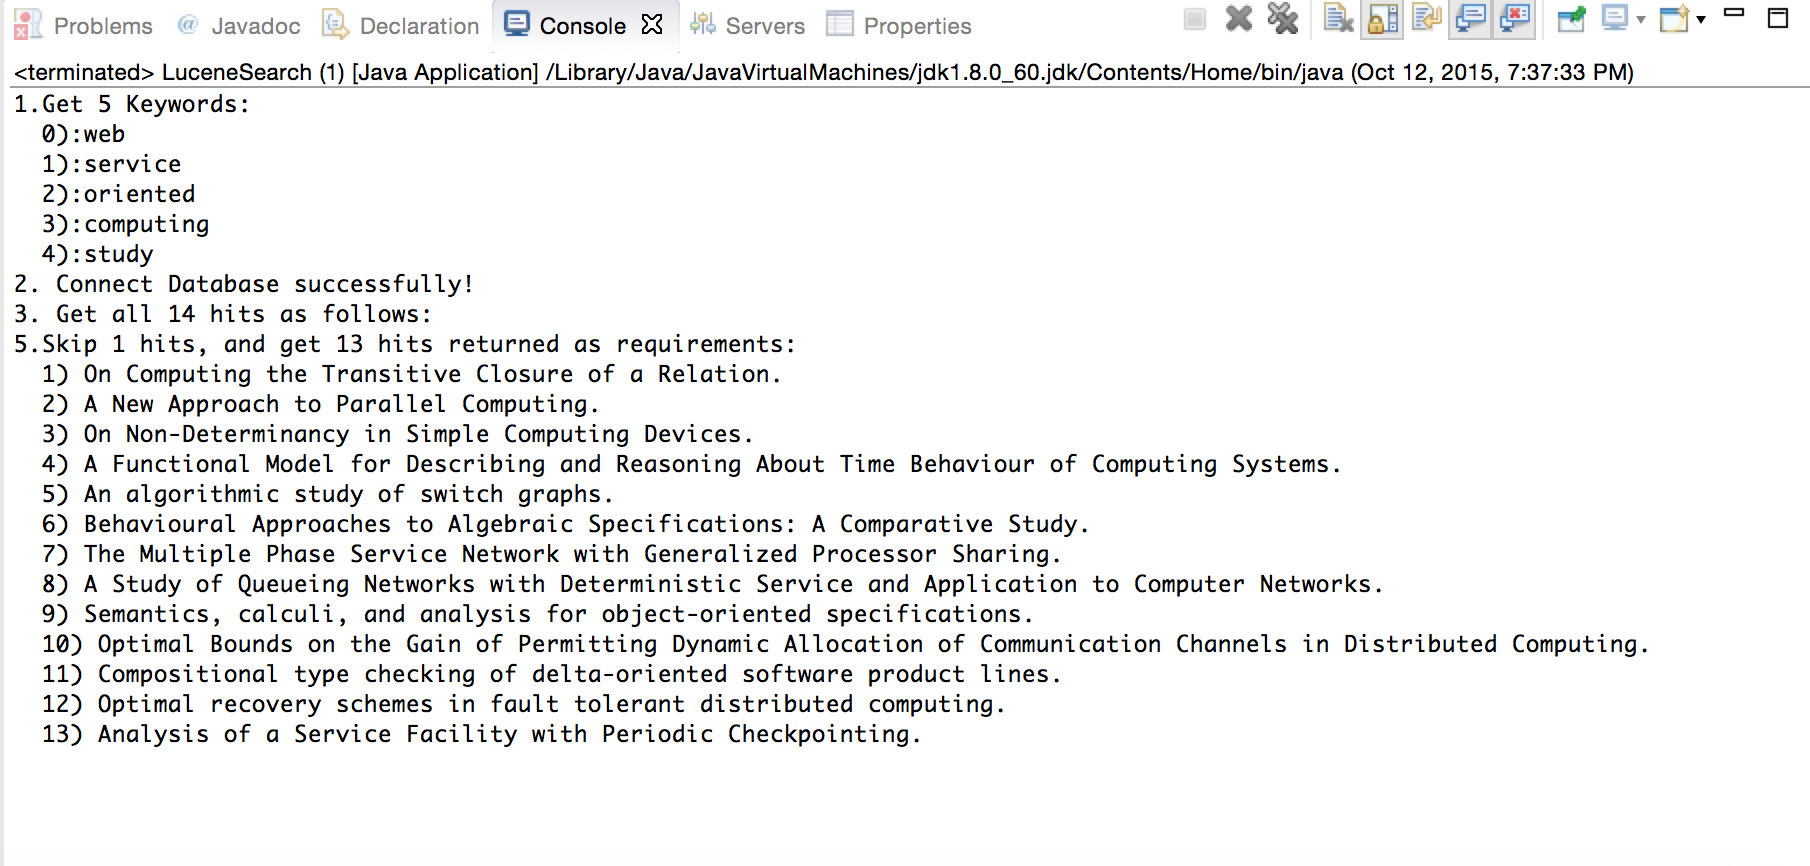 Problems Javadoc Declaration Console Servers Properties
<terminated> LuceneSearch (1) [Java Application] /Library/Java/JavaVirtualMachines/jdk1.8.0_60.jdk/Contents/Home/bin/java (Oct 12, 2015, 7:37:33 PM)
1.Get 5 Keywords:
0):web
1):service
2):oriented
3):computing
4):study
2. Connect Database successfully!
3. Get all 14 hits as follows:
5.Skip 1 hits, and get 13 hits returned as requirements:
1) On Computing the Transitive Closure of a Relation.
2) A New Approach to Parallel Computing.
3) On Non-Determinancy in Simple Computing Devices.
4) A Functional Model for Describing and Reasoning About Time Behaviour of Computing Systems.
5) An algorithmic study of switch graphs.
6) Behavioural Approaches to Algebraic Specifications: A Comparative Study.
7) The Multiple Phase Service Network with Generalized Processor Sharing.
8) A Study of Queueing Networks with Deterministic Service and Application to Computer Networks.
9) Semantics, calculi, and analysis for object-oriented specifications.
10) Optimal Bounds on the Gain of Permitting Dynamic Allocation of Communication Channels in Distributed Computing.
11) Compositional type checking of delta-oriented software product lines.
12) Optimal recovery schemes in fault tolerant distributed computing.
13) Analysis of a Service Facility with Periodic Checkpointing.